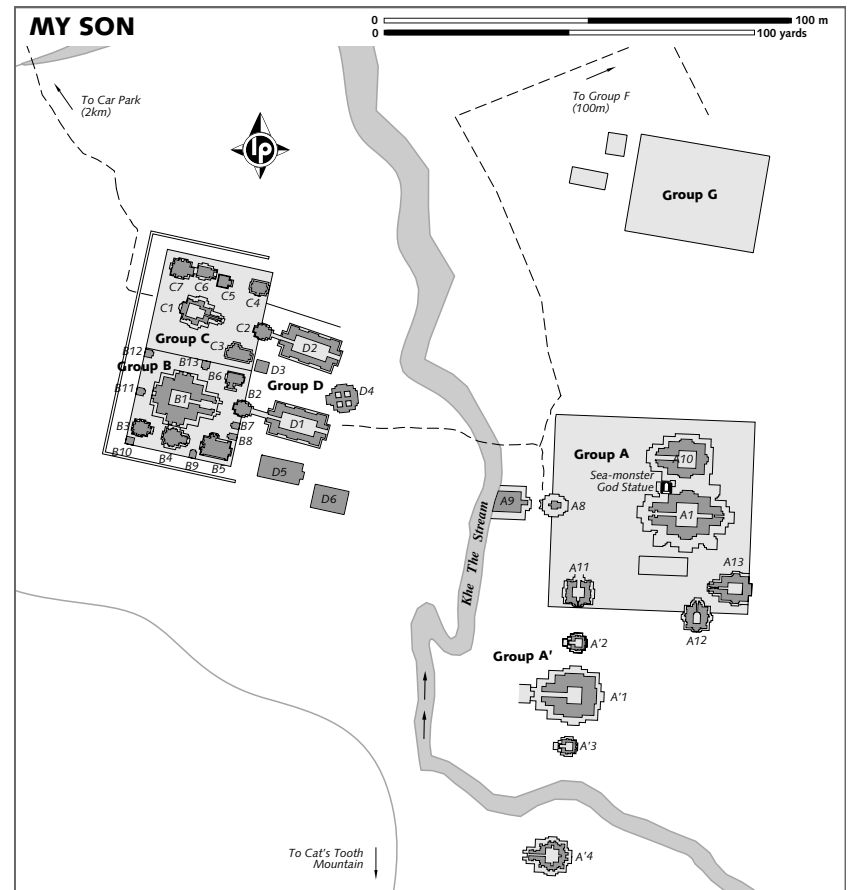 MY SON
0 100 m
0 100 yards
To Car Park
(2km)
To Group F
(100m)
lp
Group G
C7
C6
C5
C4
C1
C2
Group C
C3
D2
B12
B13
Group B
B6
D3
Group D
B11
B1
B2
D4
B3
B7
D1
B8
B10
B4
B9
B5
D5
D6
Group A
A10
Sea-monster
God Statue
A9
A8
A1
Khe The Stream
A11
A13
A12
A'2
Group A'
A'1
A'3
To Cat's Tooth
Mountain
A'4